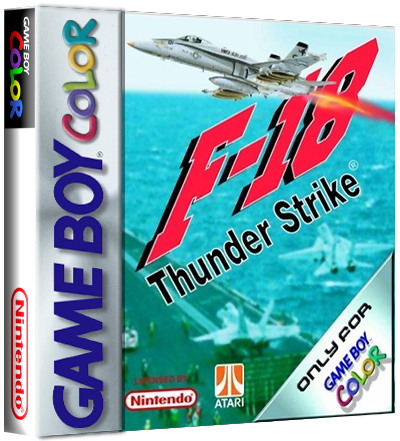 GAME BOY
COLOR
Nintendo
GAME BOY COLOR
F-18
Thunder Strike®
LICENSED BY
Nintendo
ATARI
ONLY FOR
GAME BOY
COLOR